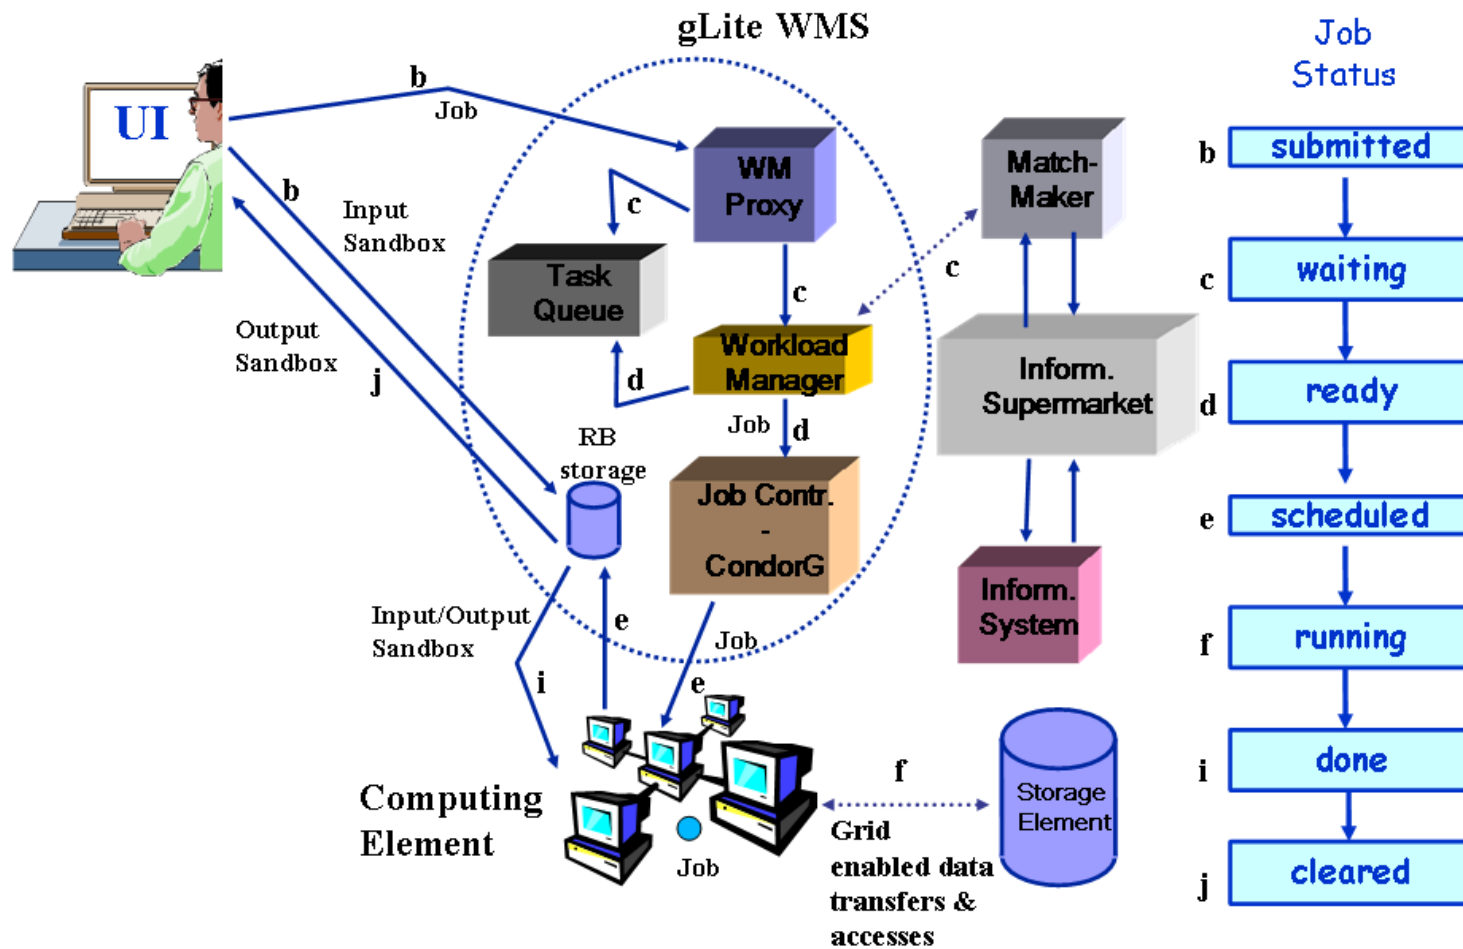 gLite WMS
Job
Status
UI
b
Job
b
Input
Sandbox
Output
Sandbox
j
WM
Proxy
c
Task
Queue
c
Workload
Manager
d
Job
d
RB
storage
Job Contr.
-
CondorG
Match-
Maker
c
Inform.
Supermarket
Inform.
System
Input/Output
Sandbox
i
e
Job
e
Computing
Element
Job
f
Grid
enabled data
transfers &
accesses
Storage
Element
b
submitted
c
waiting
d
ready
e
scheduled
f
running
i
done
j
cleared